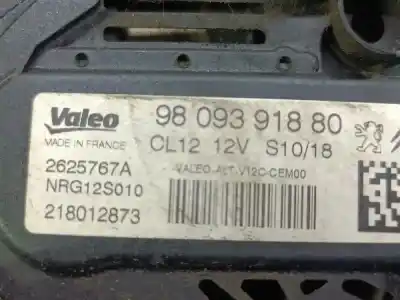 Valeo 98 093 918 80
MADE IN FRANCE CL12 12V S10/18
2625767A VALEO-ALT-V12C-CEM00
NRG12S010
218012873